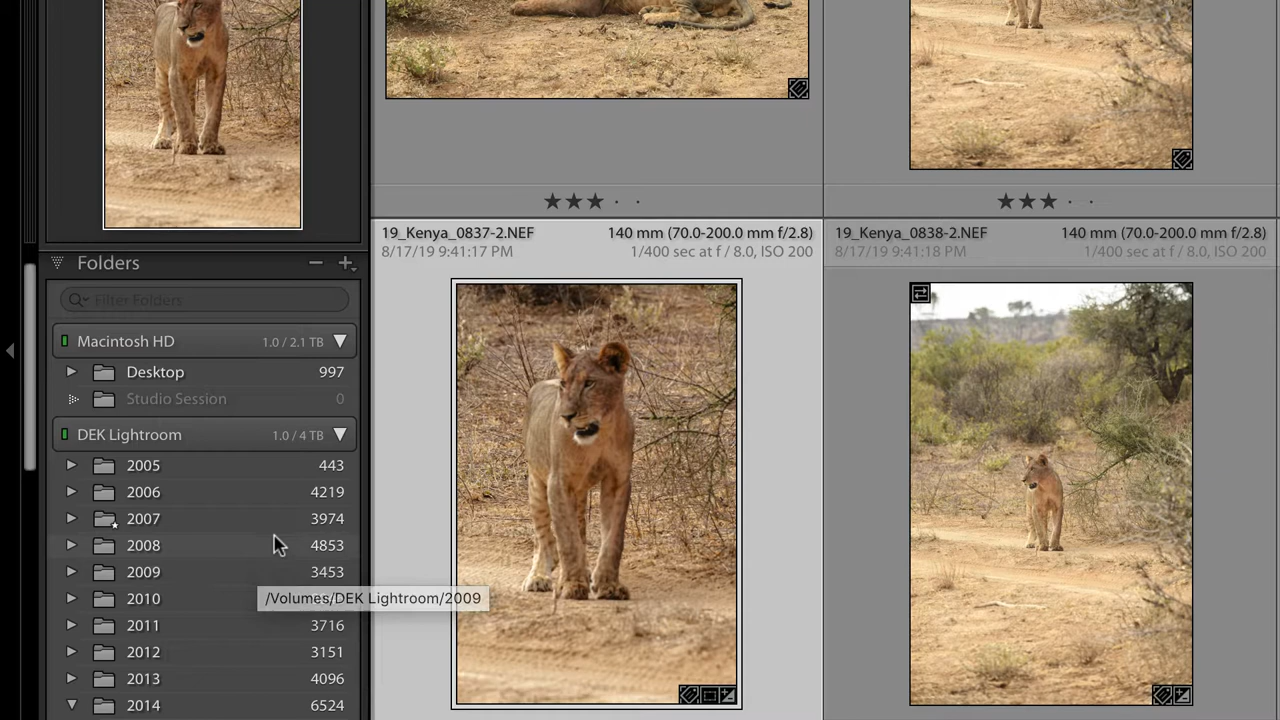 Folders
Filter Folders
Macintosh HD 1.0 / 2.1 TB
Desktop 997
Studio Session 0
DEK Lightroom 1.0 / 4 TB
2005 443
2006 4219
2007 3974
2008 4853
2009 3453
2010
/Volumes/DEK Lightroom/2009
2011 3716
2012 3151
2013 4096
2014 6524
19_Kenya_0837-2.NEF 140 mm (70.0-200.0 mm f/2.8)
8/17/19 9:41:17 PM 1/400 sec at f / 8.0, ISO 200
19_Kenya_0838-2.NEF 140 mm (70.0-200.0 mm f/2.8)
8/17/19 9:41:18 PM 1/400 sec at f / 8.0, ISO 200